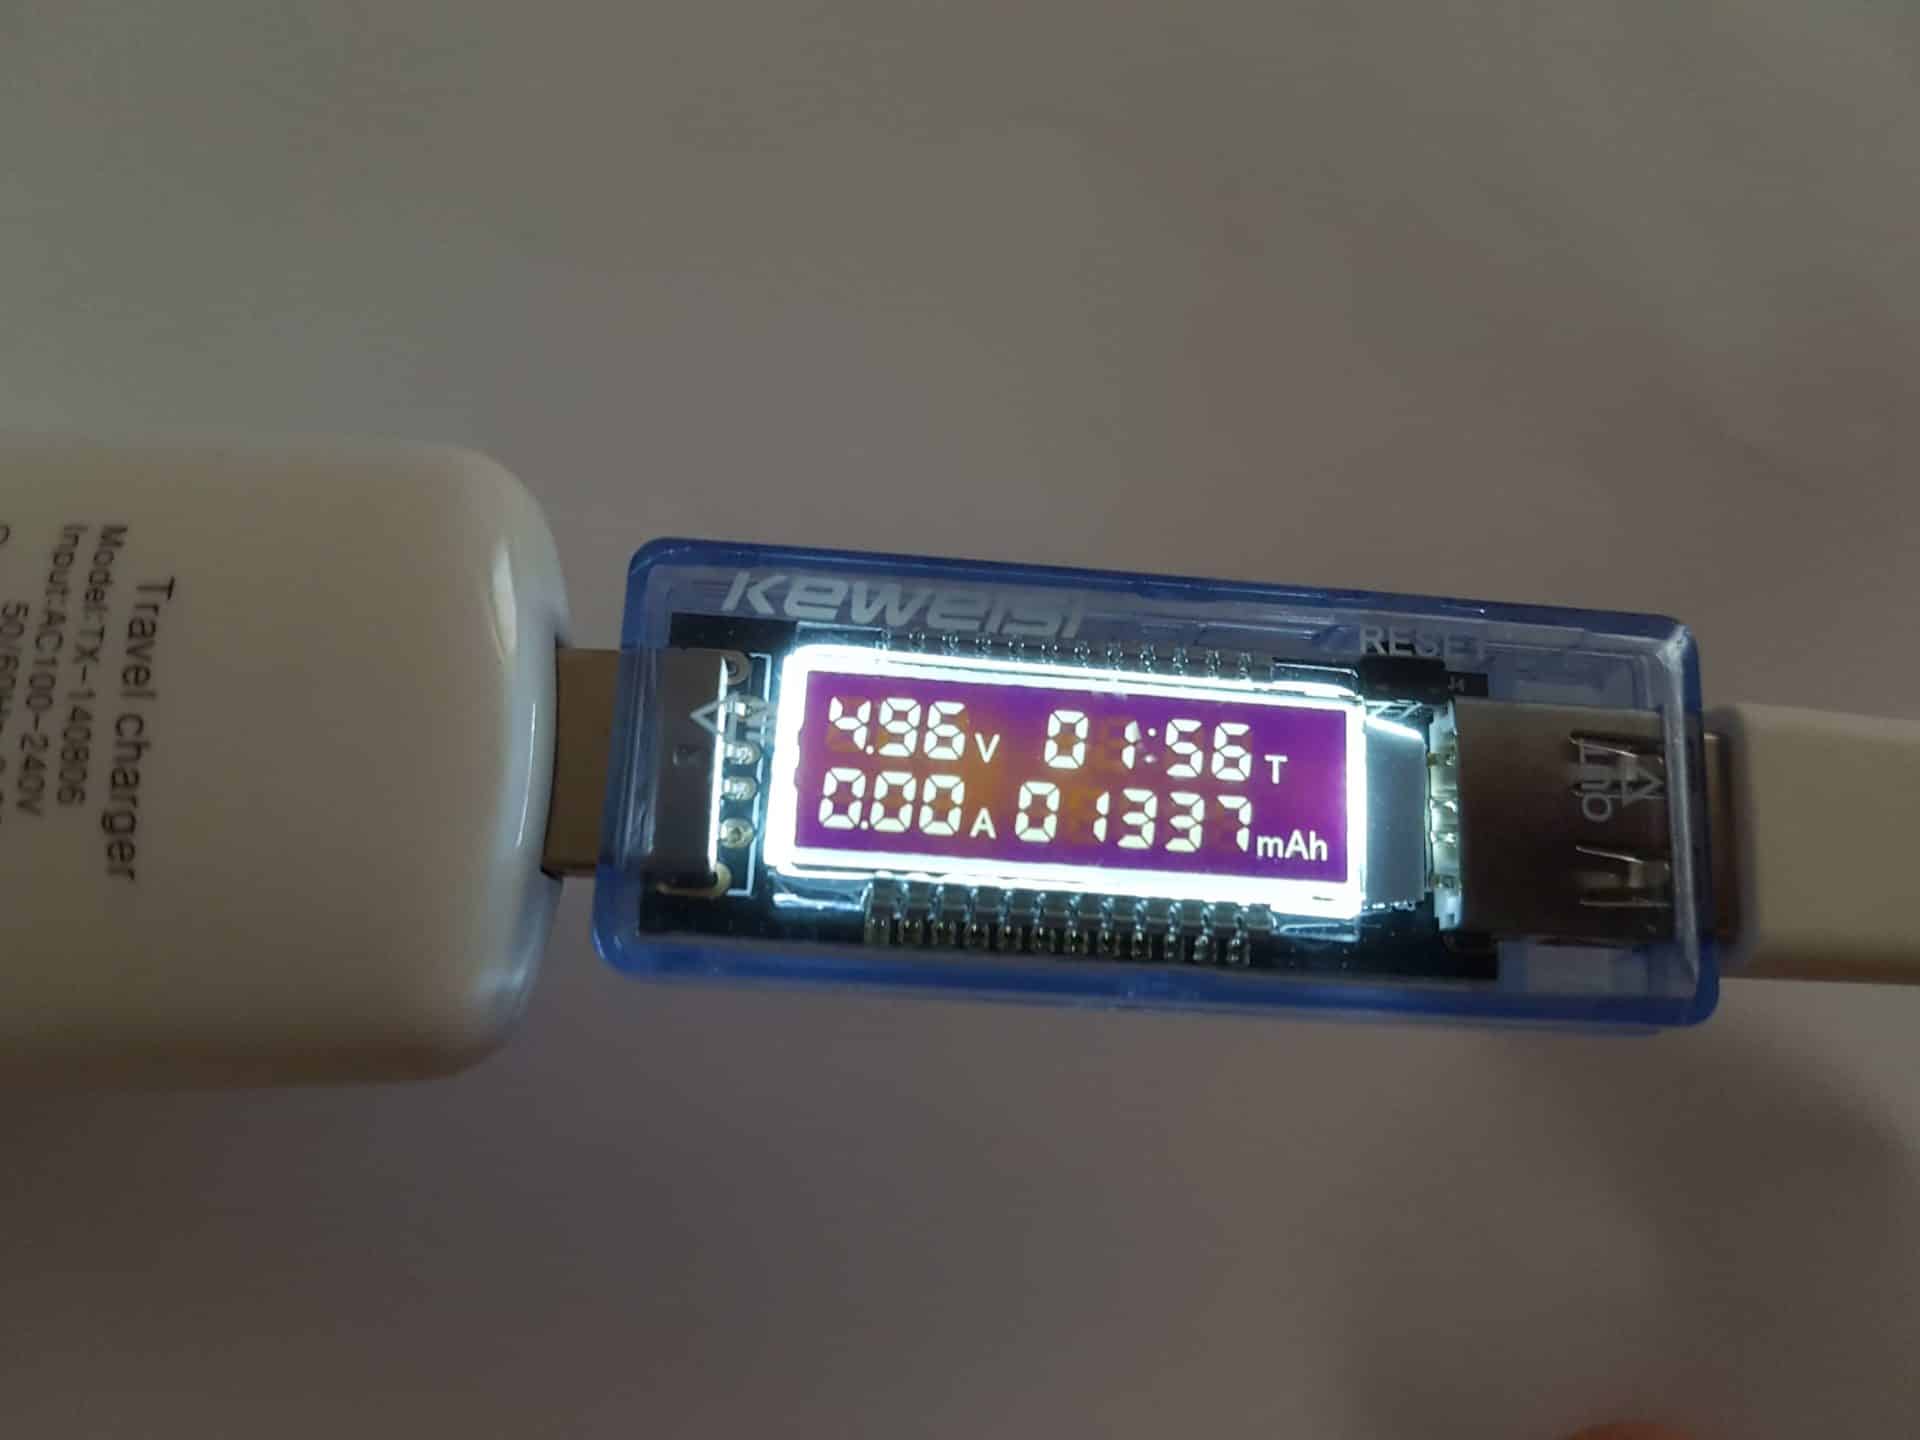 Travel charger
Model:TX-140806
Input:AC100-240V
KEWEISI
RESET
4.96V 01:56T
0.00A 01337mAh